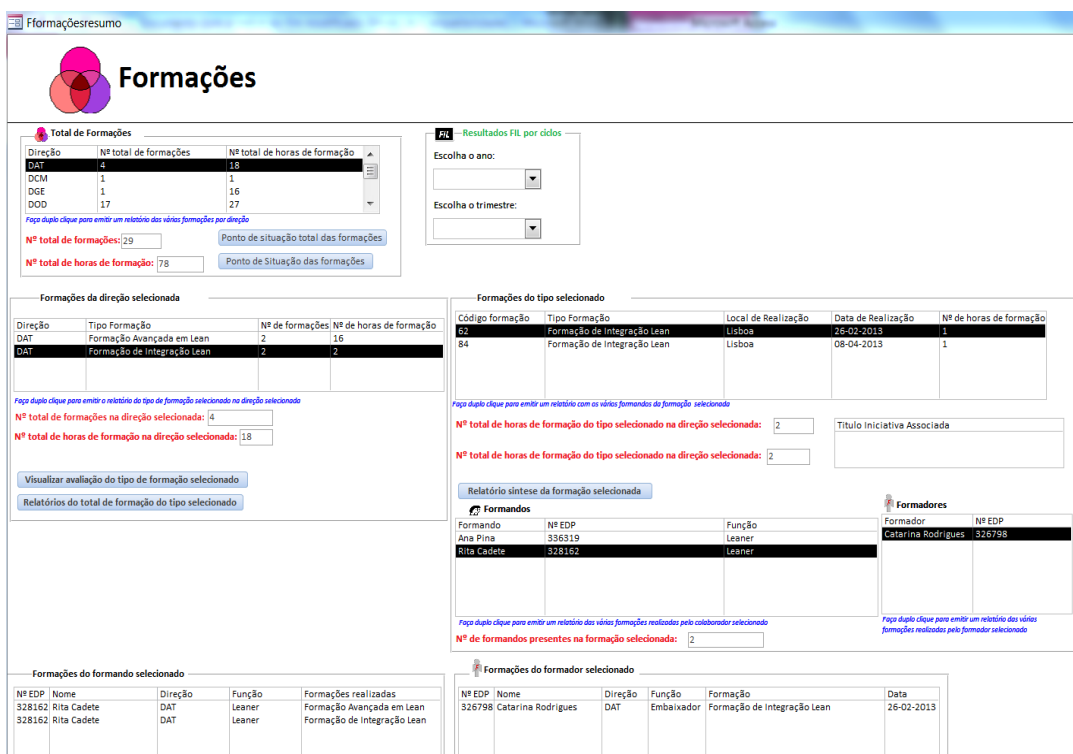 Fformaçõesresumo
Formações
Total de Formações
Direção Nº total de formações Nº total de horas de formação
DAT 4 18
DCM 1 1
DGE 1 16
DOD 17 27
Faça duplo clique para emitir um relatório das várias formações por direção
Nº total de formações: 29
Ponto de situação total das formações
Nº total de horas de formação: 78
Ponto de Situação das formações
FIL Resultados FIL por ciclos
Escolha o ano:
Escolha o trimestre:
Formações da direção selecionada
Direção Tipo Formação Nº de formações Nº de horas de formação
DAT Formação Avançada em Lean 2 16
DAT Formação de Integração Lean 2 2
Faça duplo clique para emitir o relatório do tipo de formação selecionado na direção selecionada
Nº total de formações na direção selecionada: 4
Nº total de horas de formação na direção selecionada: 18
Visualizar avaliação do tipo de formação selecionado
Relatórios do total de formação do tipo selecionado
Formações do tipo selecionado
Código formação Tipo Formação Local de Realização Data de Realização Nº de horas de formação
62 Formação de Integração Lean Lisboa 26-02-2013 1
84 Formação de Integração Lean Lisboa 08-04-2013 1
Faça duplo clique para emitir um relatório com os vários formandos da formação selecionada
Nº total de horas de formação do tipo selecionado na direção selecionada: 2
Titulo Iniciativa Associada
Nº total de horas de formação do tipo selecionado na direção selecionada: 2
Relatório síntese da formação selecionada
Formandos
Formando Nº EDP Função
Ana Pina 336319 Leaner
Rita Cadete 328162 Leaner
Faça duplo clique para emitir um relatório das várias formações realizadas pelo colaborador selecionado
Nº de formandos presentes na formação selecionada: 2
Formadores
Formador Nº EDP
Catarina Rodrigues 326798
Faça duplo clique para emitir um relatório das várias
formações realizadas pelo formador selecionado
Formações do formando selecionado
Nº EDP Nome Direção Função Formações realizadas
328162 Rita Cadete DAT Leaner Formação Avançada em Lean
328162 Rita Cadete DAT Leaner Formação de Integração Lean
Formações do formador selecionado
Nº EDP Nome Direção Função Formação Data
326798 Catarina Rodrigues DAT Embaixador Formação de Integração Lean 26-02-2013